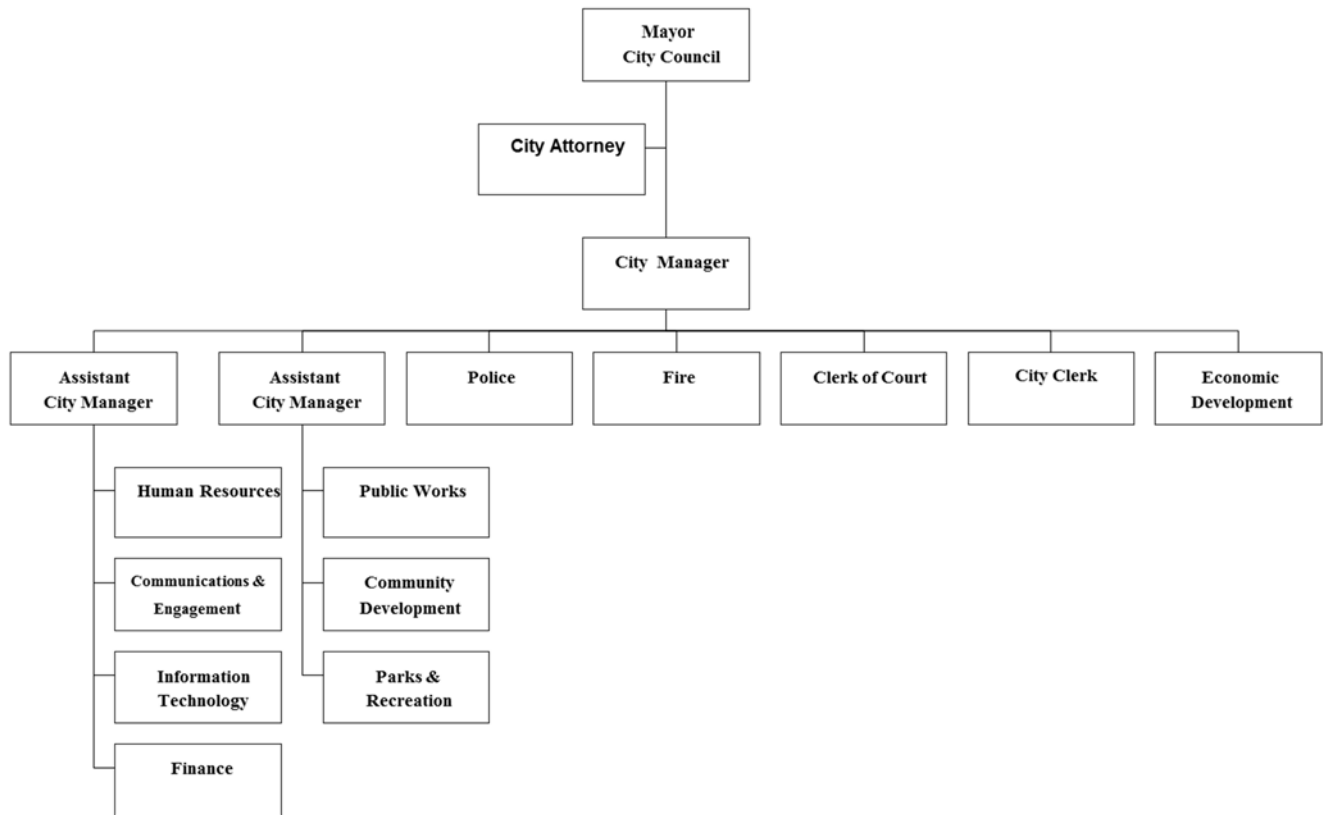 Mayor
City Council
City Attorney
City Manager
Assistant
City Manager
Assistant
City Manager
Police
Fire
Clerk of Court
City Clerk
Economic
Development
Human Resources
Public Works
Communications &
Engagement
Community
Development
Information
Technology
Parks &
Recreation
Finance